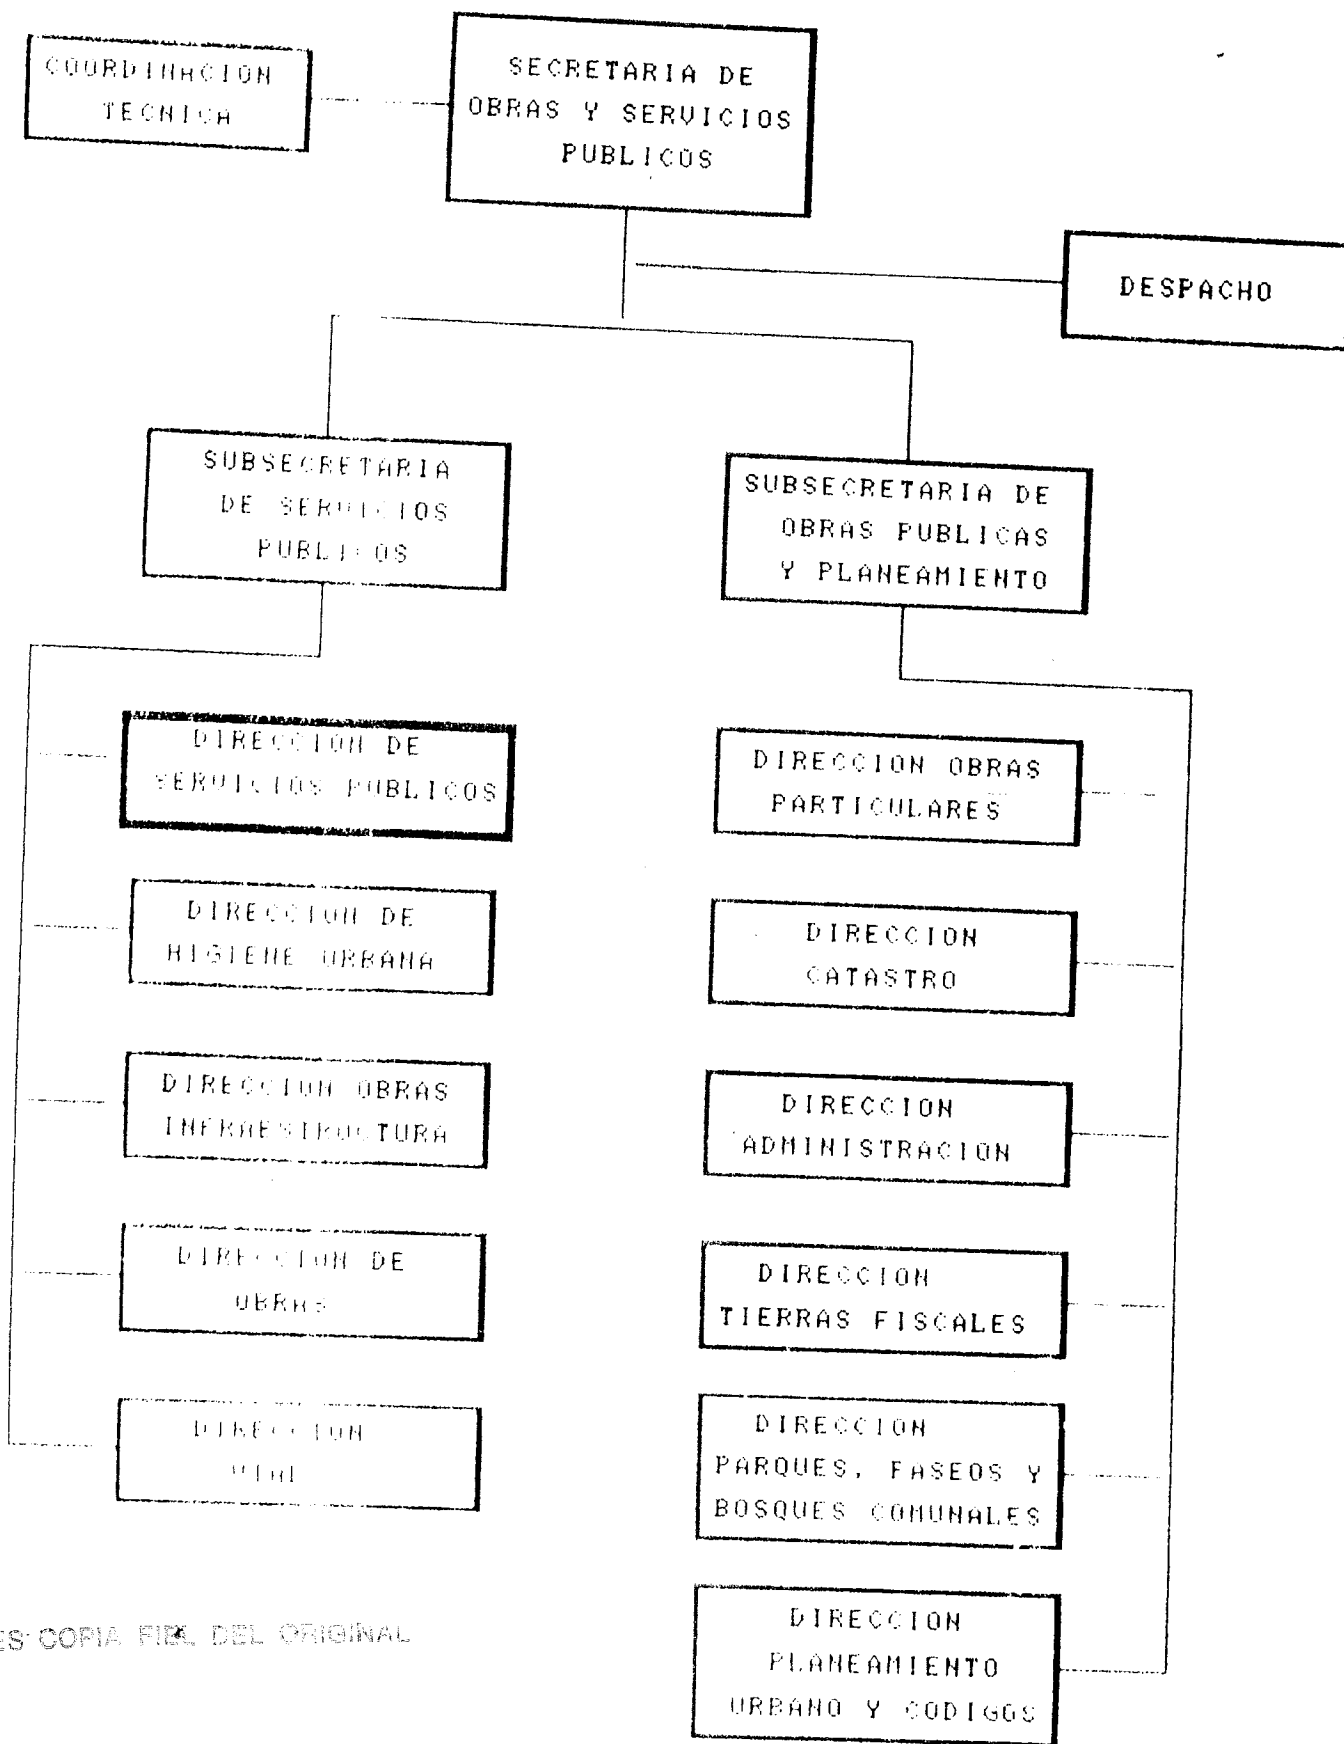 COORDINACION
TECNICA
SECRETARIA DE
OBRAS Y SERVICIOS
PUBLICOS
DESPACHO
SUBSECRETARIA
DE SERVICIOS
PUBLICOS
SUBSECRETARIA DE
OBRAS PUBLICAS
Y PLANEAMIENTO
DIRECCION DE
SERVICIOS PUBLICOS
DIRECCION DE
HIGIENE URBANA
DIRECCION OBRAS
INFRAESTRUCTURA
DIRECCION DE
OBRAS
DIRECCION
VIAL
DIRECCION OBRAS
PARTICULARES
DIRECCION
CATASTRO
DIRECCION
ADMINISTRACION
DIRECCION
TIERRAS FISCALES
DIRECCION
PARQUES, PASEOS Y
BOSQUES COMUNALES
DIRECCION
PLANEAMIENTO
URBANO Y CODIGOS
ES COPIA FIEL DEL ORIGINAL